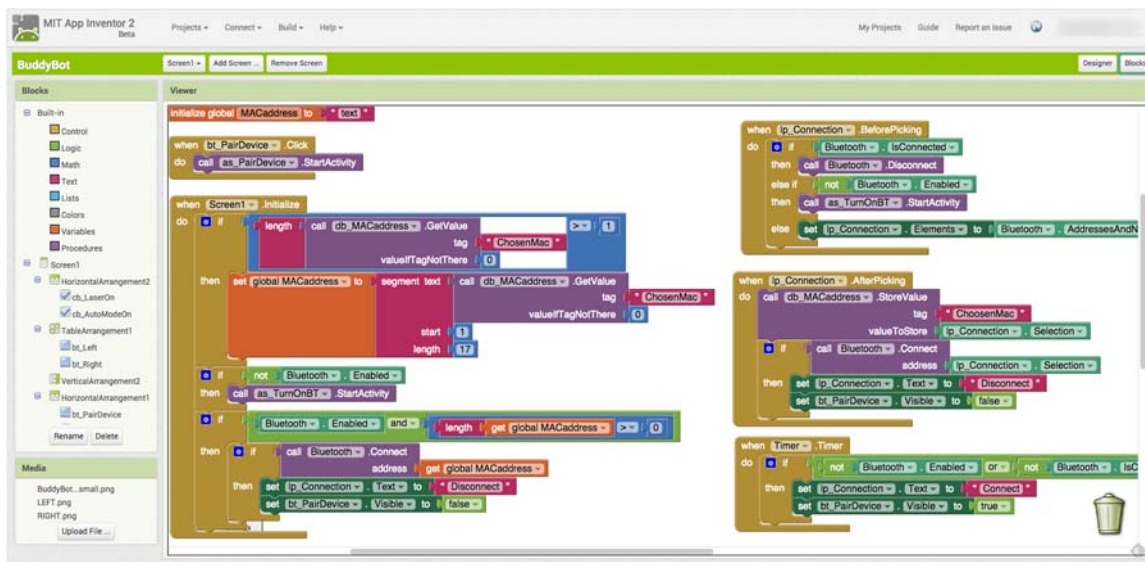 MIT App Inventor 2
Beta
Projects Connect Build Help
My Projects Guide Report an Issue
BuddyBot
Screen1 Add Screen ... Remove Screen
Designer Blocks
Blocks
Built-in
Control
Logic
Math
Text
Lists
Colors
Variables
Procedures
Screen1
HorizontalArrangement2
cb_LaserOn
cb_AutoModeOn
TableArrangement1
bt_Left
bt_Right
VerticalArrangement2
HorizontalArrangement1
bt_PairDevice
Rename Delete
Media
BuddyBot...small.png
LEFT.png
RIGHT.png
Upload File ...
Viewer
initialize global MACaddress to " text "
when bt_PairDevice .Click
do call as_PairDevice .StartActivity
when Screen1 .Initialize
do if length call db_MACaddress .GetValue > 1
tag " ChosenMac "
valueIfTagNotThere 0
then set global MACaddress to segment text call db_MACaddress .GetValue
tag " ChosenMac "
valueIfTagNotThere 0
start 1
length 17
if not Bluetooth . Enabled
then call as_TurnOnBT .StartActivity
if Bluetooth . Enabled and length get global MACaddress > 0
then if call Bluetooth .Connect
address get global MACaddress
then set lp_Connection . Text to " Disconnect "
set bt_PairDevice . Visible to false
when lp_Connection .BeforePicking
do if Bluetooth . IsConnected
then call Bluetooth .Disconnect
else if not Bluetooth . Enabled
then call as_TurnOnBT .StartActivity
else set lp_Connection . Elements to Bluetooth . AddressesAndN
when lp_Connection .AfterPicking
do call db_MACaddress .StoreValue
tag " ChoosenMac "
valueToStore lp_Connection . Selection
if call Bluetooth .Connect
address lp_Connection . Selection
then set lp_Connection . Text to " Disconnect "
set bt_PairDevice . Visible to false
when Timer .Timer
do if not Bluetooth . Enabled or not Bluetooth . IsC
then set lp_Connection . Text to " Connect "
set bt_PairDevice . Visible to true